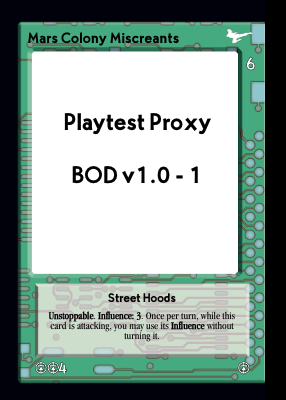 Mars Colony Miscreants
6
Playtest Proxy
BOD v1.0 - 1
Street Hoods
Unstoppable. Influence: 3. Once per turn, while this
card is attacking, you may use its Influence without
turning it.
4